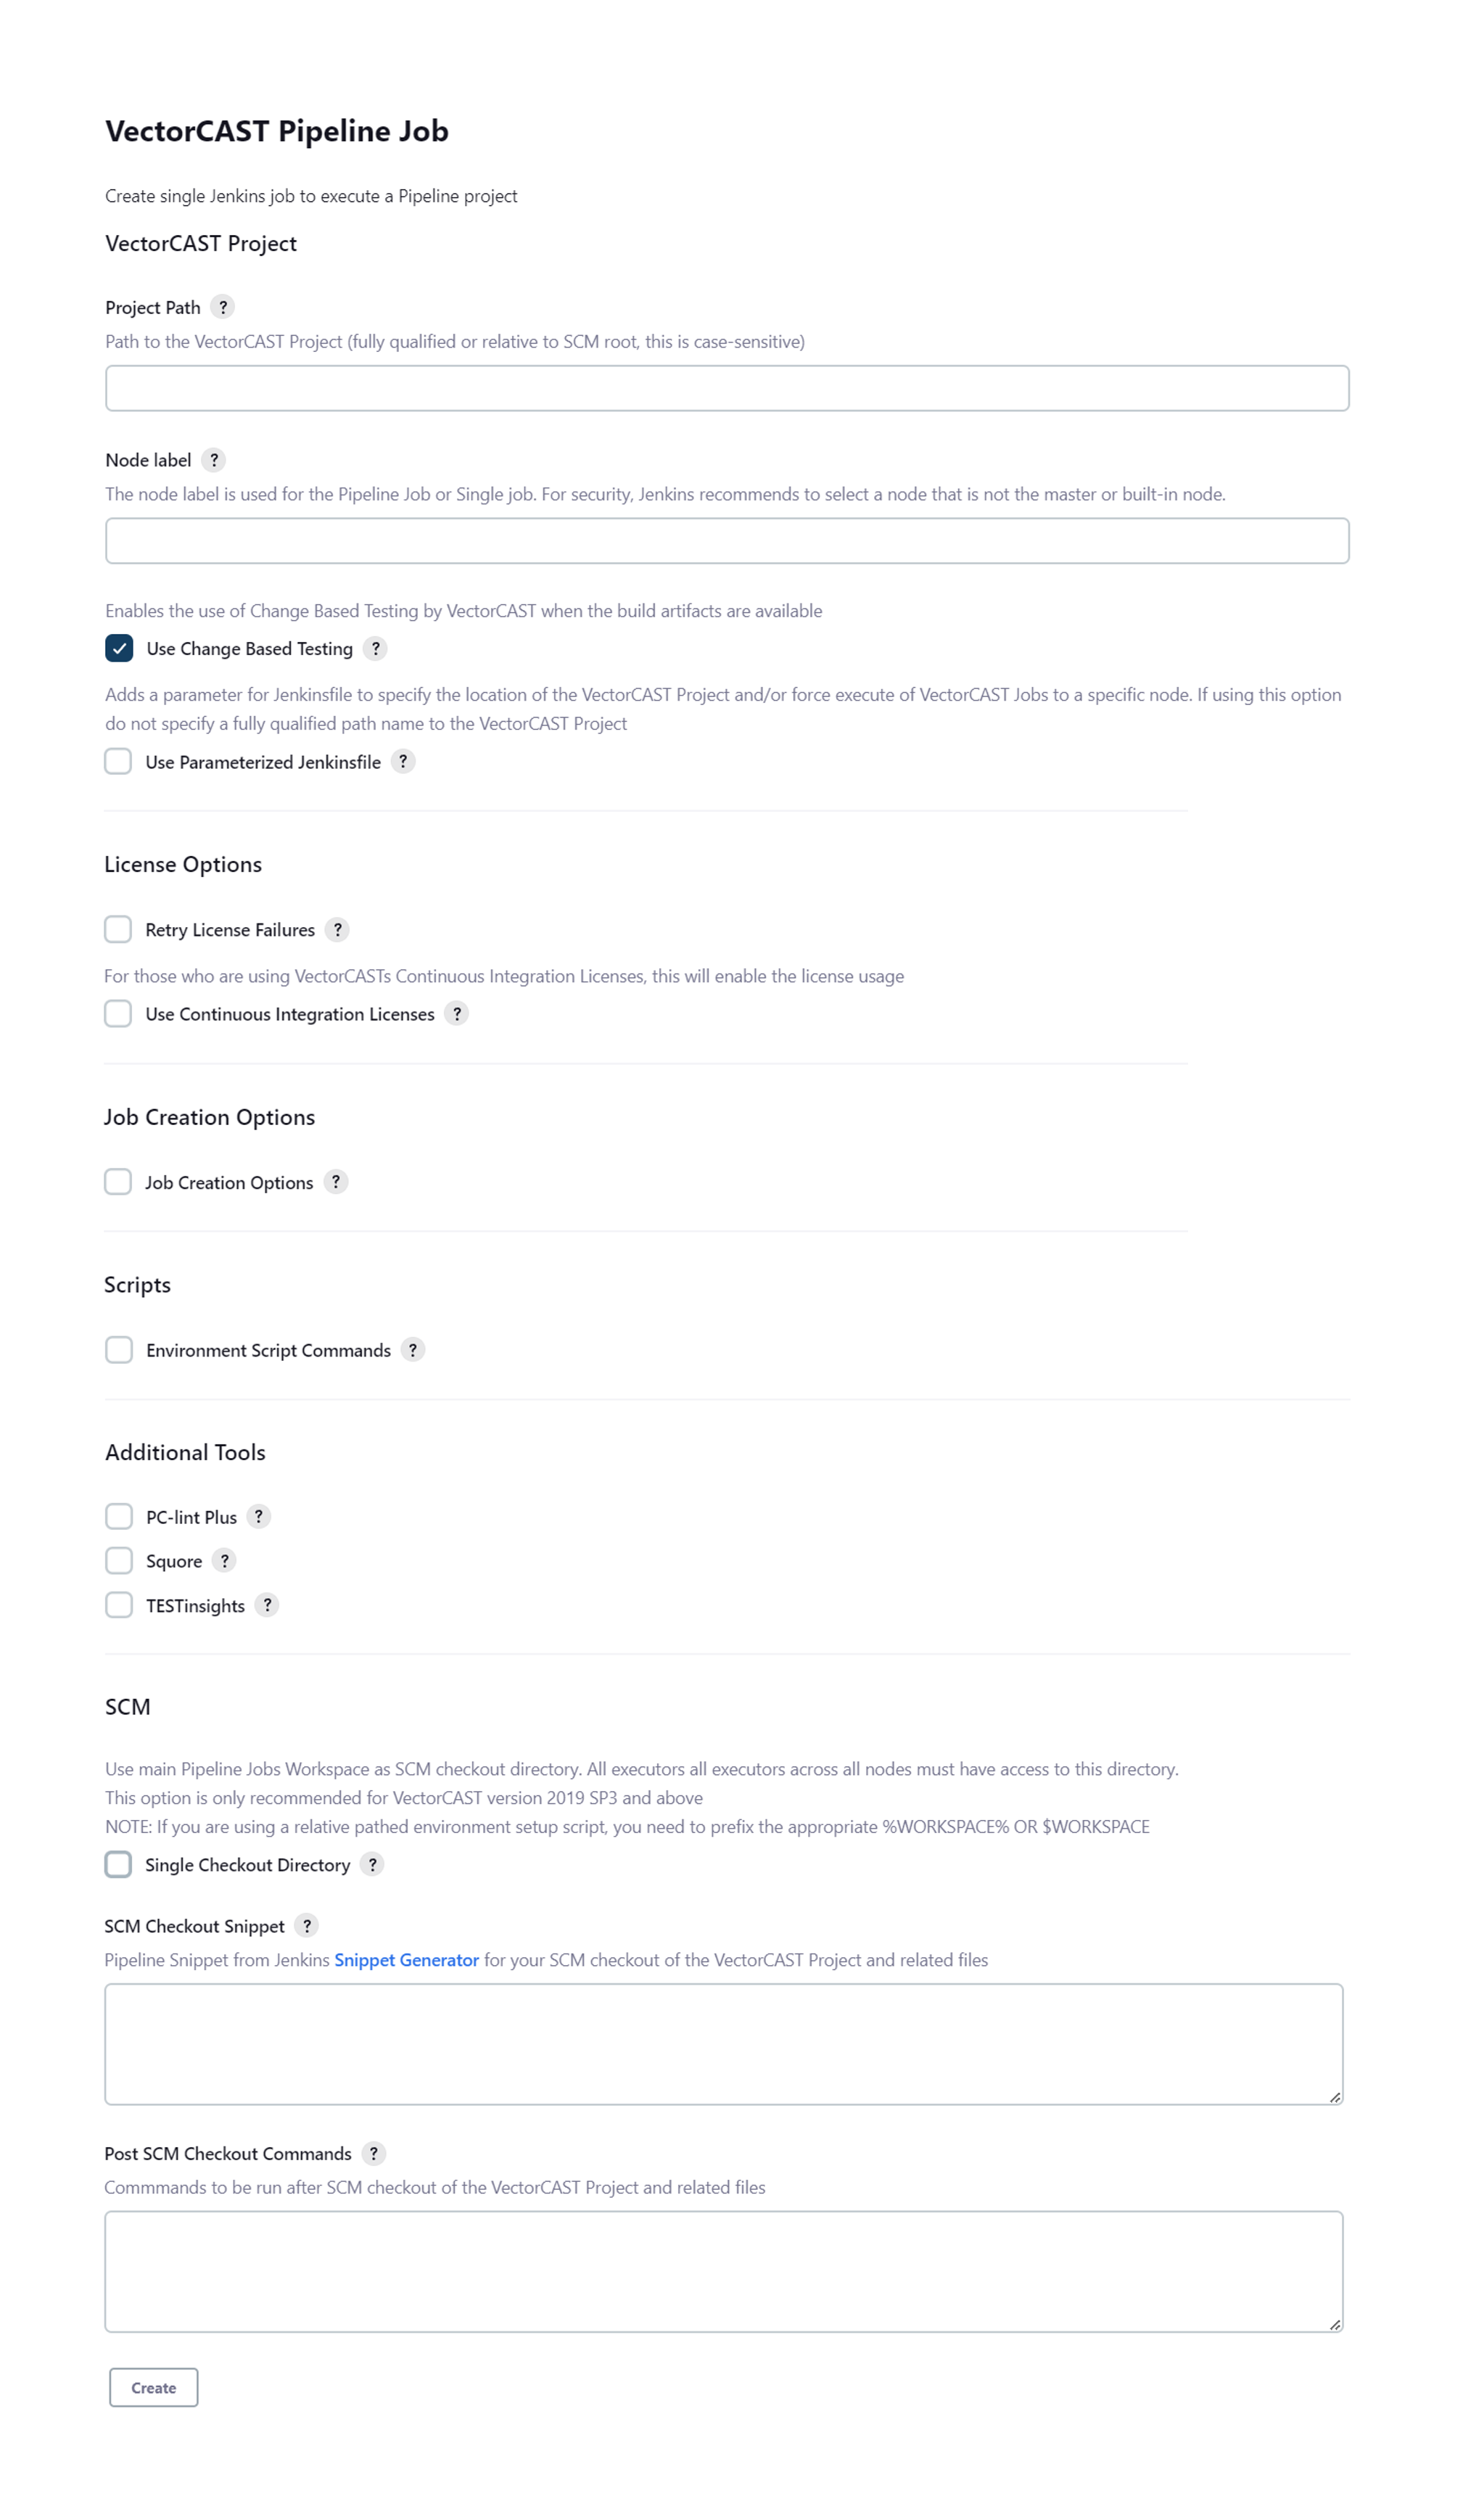 VectorCAST Pipeline Job
Create single Jenkins job to execute a Pipeline project
VectorCAST Project
Project Path ?
Path to the VectorCAST Project (fully qualified or relative to SCM root, this is case-sensitive)
Node label ?
The node label is used for the Pipeline Job or Single job. For security, Jenkins recommends to select a node that is not the master or built-in node.
Enables the use of Change Based Testing by VectorCAST when the build artifacts are available
Use Change Based Testing ?
Adds a parameter for Jenkinsfile to specify the location of the VectorCAST Project and/or force execute of VectorCAST Jobs to a specific node. If using this option
do not specify a fully qualified path name to the VectorCAST Project
Use Parameterized Jenkinsfile ?
License Options
Retry License Failures ?
For those who are using VectorCASTs Continuous Integration Licenses, this will enable the license usage
Use Continuous Integration Licenses ?
Job Creation Options
Job Creation Options ?
Scripts
Environment Script Commands ?
Additional Tools
PC-lint Plus ?
Squore ?
TESTinsights ?
SCM
Use main Pipeline Jobs Workspace as SCM checkout directory. All executors all executors across all nodes must have access to this directory.
This option is only recommended for VectorCAST version 2019 SP3 and above
NOTE: If you are using a relative pathed environment setup script, you need to prefix the appropriate %WORKSPACE% OR $WORKSPACE
Single Checkout Directory ?
SCM Checkout Snippet ?
Pipeline Snippet from Jenkins Snippet Generator for your SCM checkout of the VectorCAST Project and related files
Post SCM Checkout Commands ?
Commmands to be run after SCM checkout of the VectorCAST Project and related files
Create